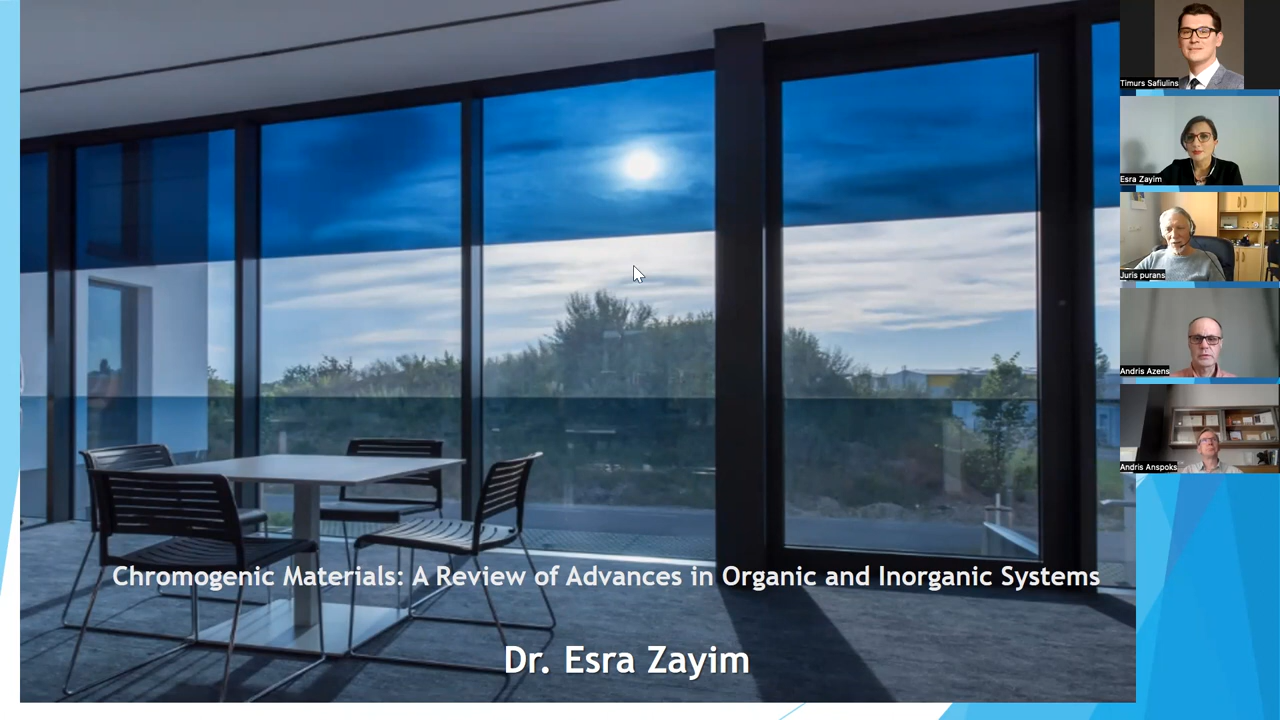 Timurs Safiulins
Esra Zayim
Juris purans
Andris Azens
Andris Anspoks
Chromogenic Materials: A Review of Advances in Organic and Inorganic Systems
Dr. Esra Zayim